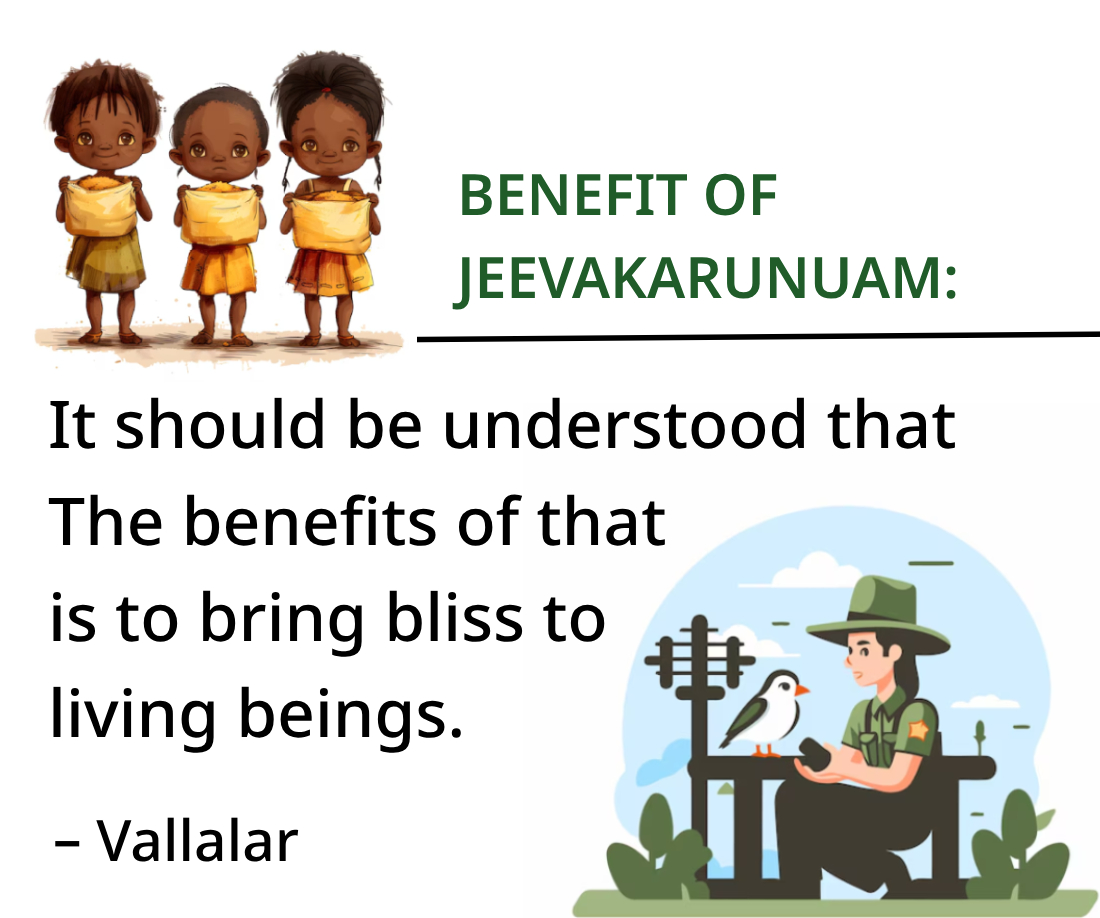 BENEFIT OF
JEEVAKARUNUAM:
It should be understood that
The benefits of that
is to bring bliss to
living beings.
– Vallalar